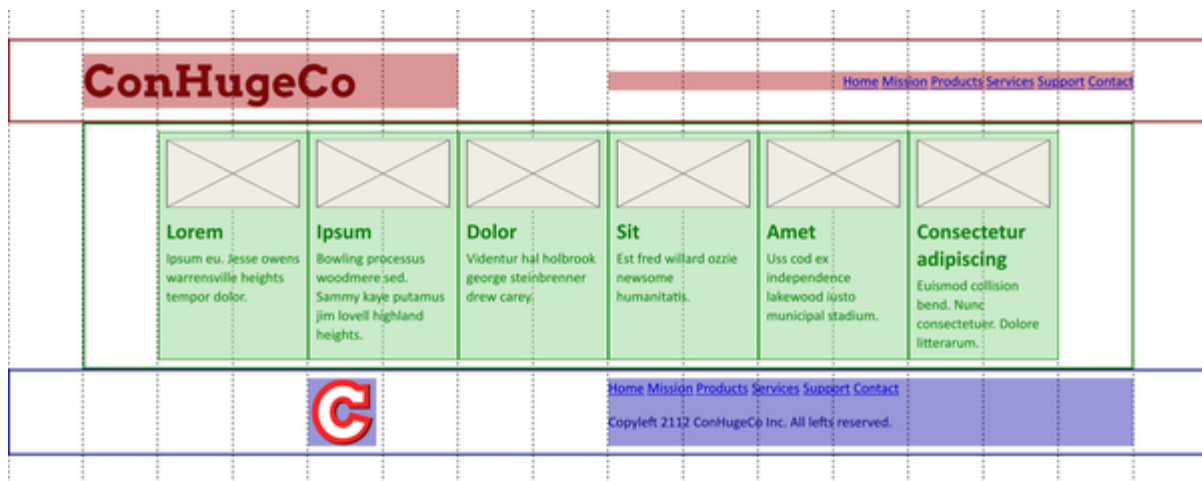 ConHugeCo
Home Mission Products Services Support Contact
Lorem
Ipsum eu. Jesse owens
warrensville heights
tempor dolor.
Ipsum
Bowling processus
woodmere sed.
Sammy kaye putamus
jim lovell highland
heights.
Dolor
Videntur hal holbrook
george steinbrenner
drew carey.
Sit
Est fred willard ozzie
newsome
humanitatis.
Amet
Uss cod ex
independence
lakewood iusto
municipal stadium.
Consectetur
adipiscing
Euismod collision
bend. Nunc
consectetuer. Dolore
litterarum.
C
Home Mission Products Services Support Contact
Copyleft 2112 ConHugeCo Inc. All lefts reserved.